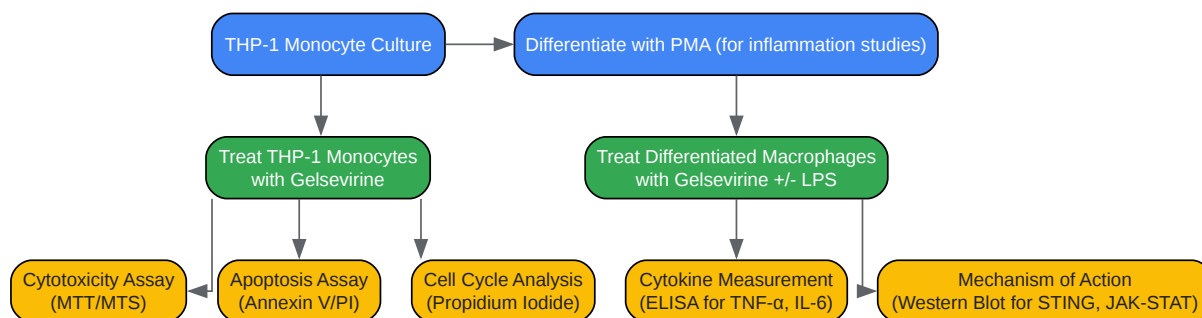 THP-1 Monocyte Culture
Differentiate with PMA (for inflammation studies)
Treat THP-1 Monocytes
with Gelsevirine
Treat Differentiated Macrophages
with Gelsevirine +/- LPS
Cytotoxicity Assay
(MTT/MTS)
Apoptosis Assay
(Annexin V/PI)
Cell Cycle Analysis
(Propidium Iodide)
Cytokine Measurement
(ELISA for TNF-α, IL-6)
Mechanism of Action
(Western Blot for STING, JAK-STAT)